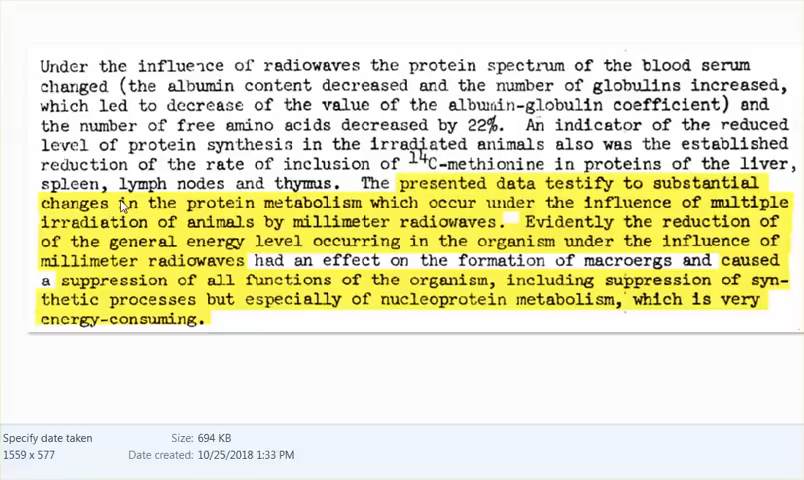 Under the influence of radiowaves the protein spectrum of the blood serum
changed (the albumin content decreased and the number of globulins increased,
which led to decrease of the value of the albumin-globulin coefficient) and
the number of free amino acids decreased by 22%. An indicator of the reduced
level of protein synthesis in the irradiated animals also was the established
reduction of the rate of inclusion of ¹⁴C-methionine in proteins of the liver,
spleen, lymph nodes and thymus. The presented data testify to substantial
changes in the protein metabolism which occur under the influence of multiple
irradiation of animals by millimeter radiowaves. Evidently the reduction of
of the general energy level occurring in the organism under the influence of
millimeter radiowaves had an effect on the formation of macroergs and caused
a suppression of all functions of the organism, including suppression of syn-
thetic processes but especially of nucleoprotein metabolism, which is very
energy-consuming.
Specify date taken Size: 694 KB
1559 x 577 Date created: 10/25/2018 1:33 PM